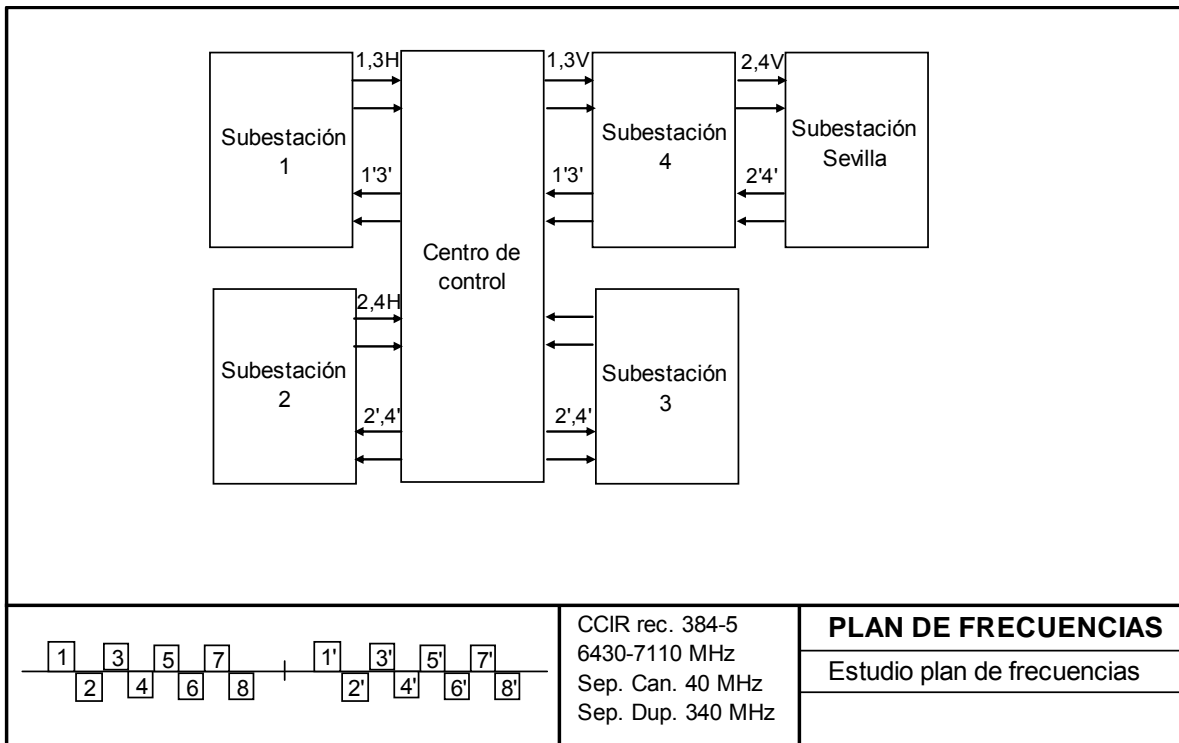 1,3H
1,3V
2,4V
Subestación
1
Subestación
4
Subestación
Sevilla
1'3'
1'3'
2'4'
Centro de
control
2,4H
Subestación
2
Subestación
3
2',4'
2',4'
1 3 5 7 1' 3' 5' 7'
2 4 6 8 2' 4' 6' 8'
CCIR rec. 384-5
6430-7110 MHz
Sep. Can. 40 MHz
Sep. Dup. 340 MHz
PLAN DE FRECUENCIAS
Estudio plan de frecuencias